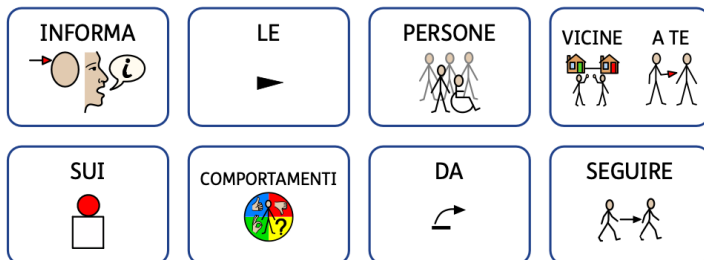 INFORMA LE PERSONE VICINE A TE
SUI COMPORTAMENTI DA SEGUIRE